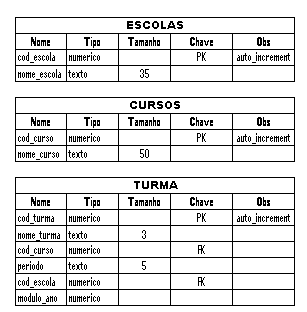 ESCOLAS
Nome Tipo Tamanho Chave Obs
cod_escola numerico PK auto_increment
nome_escola texto 35
CURSOS
Nome Tipo Tamanho Chave Obs
cod_curso numerico PK auto_increment
nome_curso texto 50
TURMA
Nome Tipo Tamanho Chave Obs
cod_turma numerico PK auto_increment
nome_turma texto 3
cod_curso numerico FK
periodo texto 5
cod_escola numerico FK
modulo_ano numerico